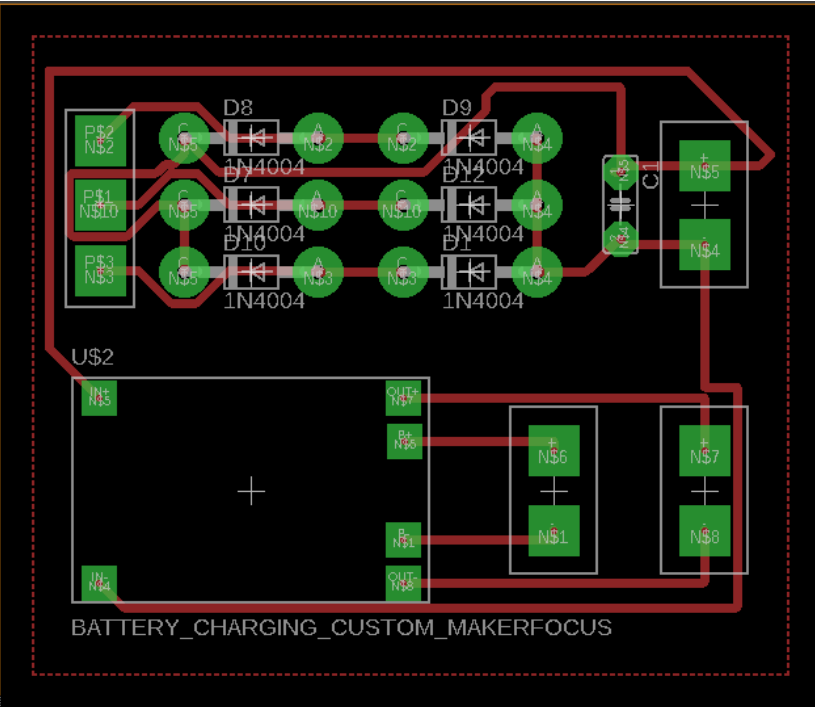 D8
D9
P$2
N$2
C
N$5
A
N$2
C
N$2
A
N$4
1N4004
1N4004
D7
D12
C1
N$5
+
N$5
P$1
N$10
C
N$5
A
N$10
C
N$10
A
N$4
1N4004
1N4004
D10
D1
2
N$4
-
N$4
P$3
N$3
C
N$5
A
N$3
C
N$3
A
N$4
1N4004
1N4004
U$2
IN+
N$5
OUT+
N$7
B+
N$6
+
N$6
+
N$7
B-
N$1
-
N$1
-
N$8
IN-
N$4
OUT-
N$8
BATTERY_CHARGING_CUSTOM_MAKERFOCUS